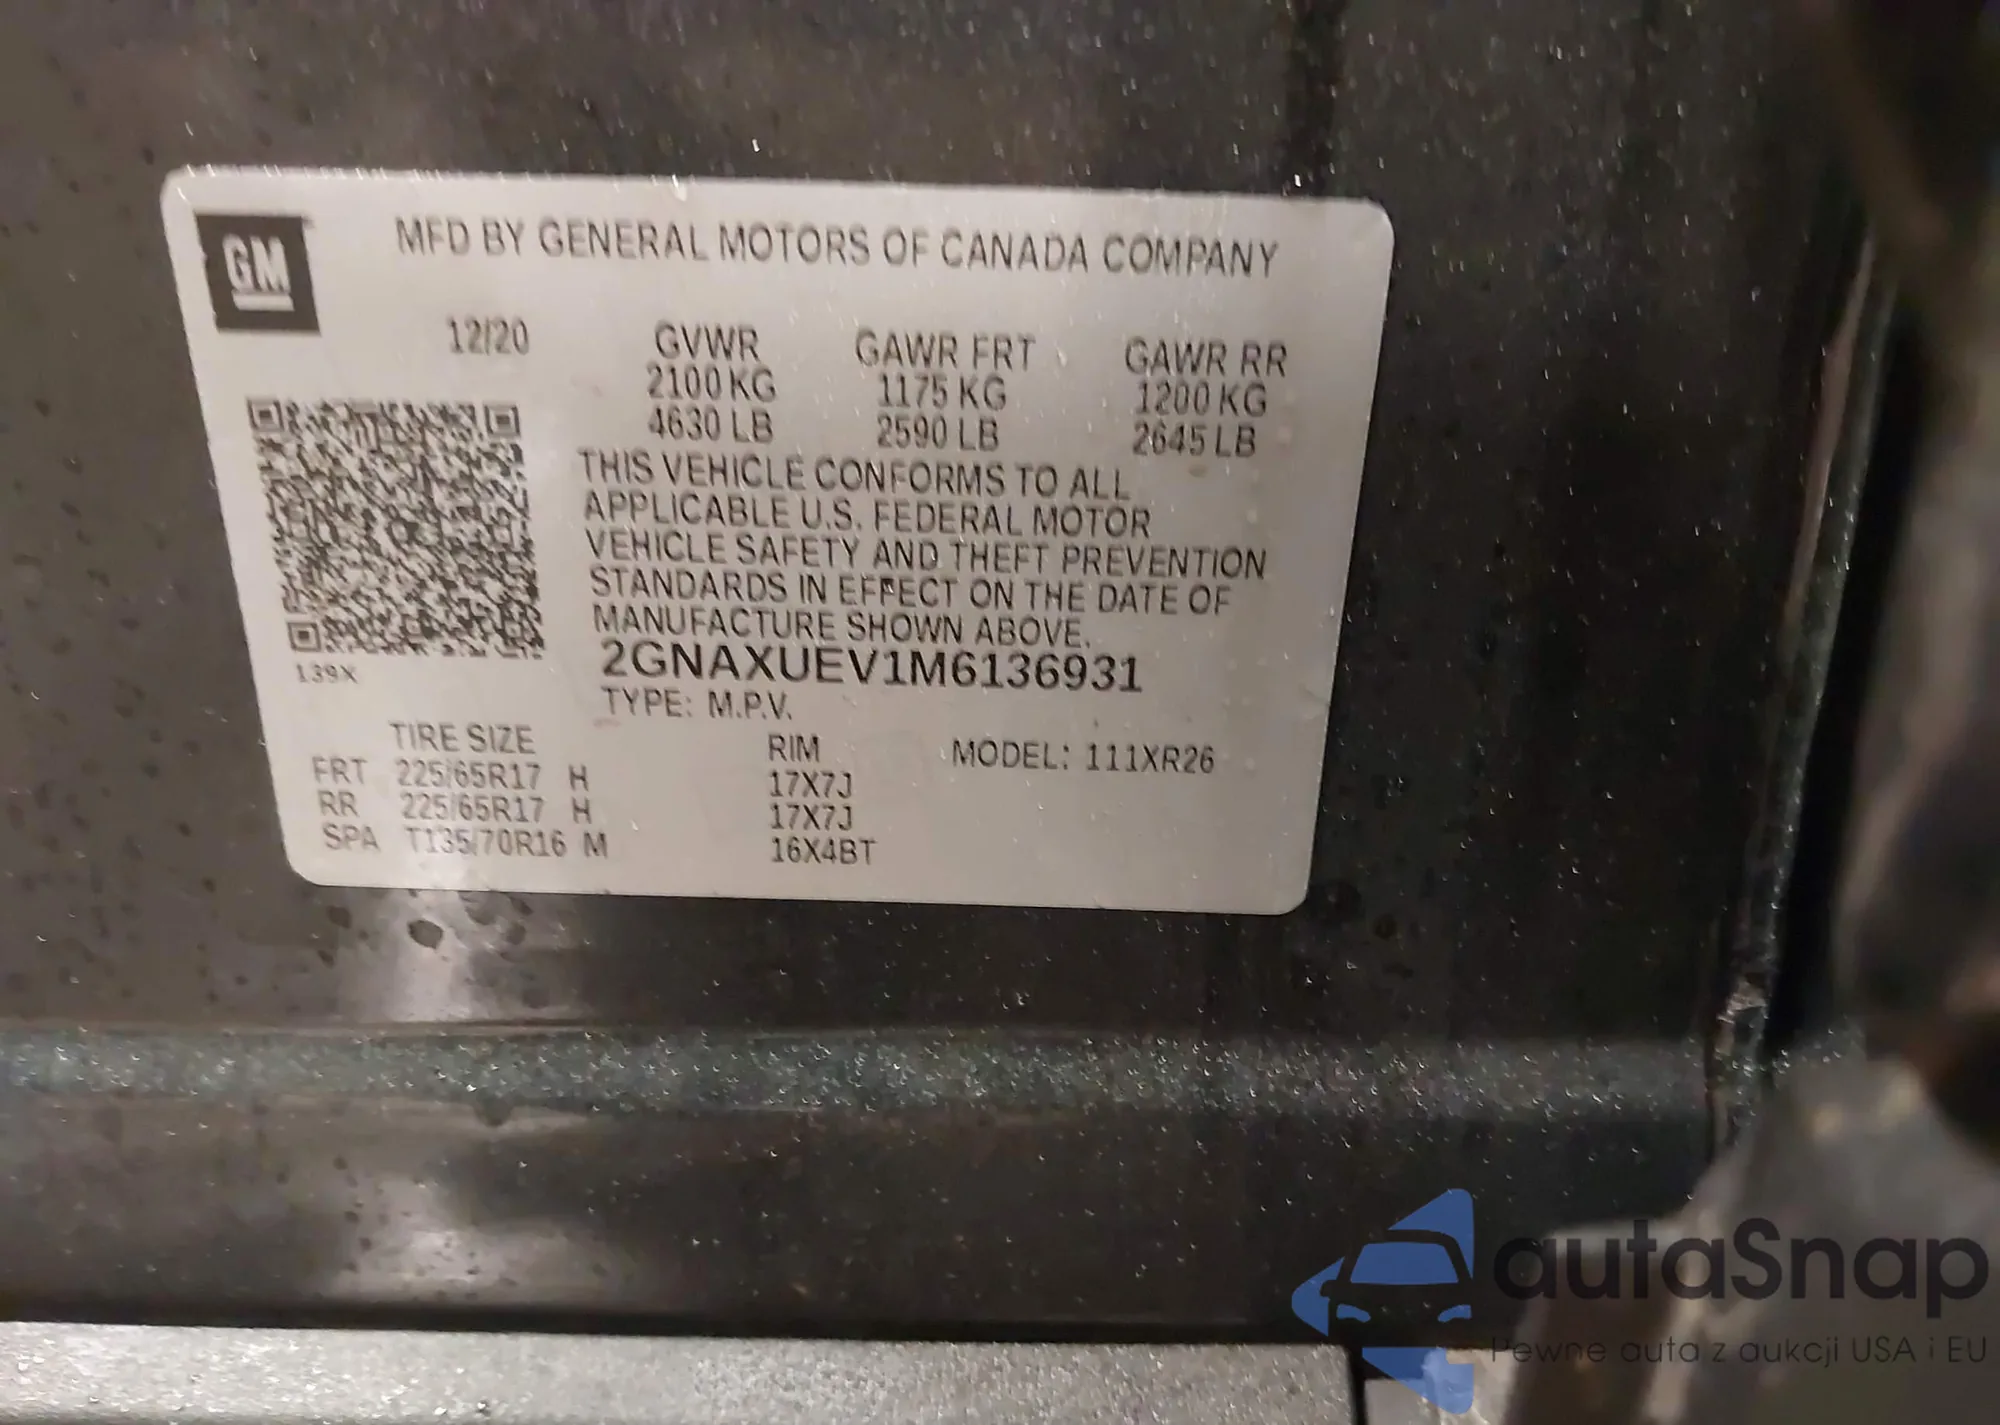 GM
MFD BY GENERAL MOTORS OF CANADA COMPANY
12/20 GVWR GAWR FRT GAWR RR
2100 KG 1175 KG 1200 KG
4630 LB 2590 LB 2645 LB
THIS VEHICLE CONFORMS TO ALL
APPLICABLE U.S. FEDERAL MOTOR
VEHICLE SAFETY AND THEFT PREVENTION
STANDARDS IN EFFECT ON THE DATE OF
MANUFACTURE SHOWN ABOVE.
2GNAXUEV1M6136931
139X
TYPE: M.P.V.
TIRE SIZE RIM MODEL: 111XR26
FRT 225/65R17 H 17X7J
RR 225/65R17 H 17X7J
SPA T135/70R16 M 16X4BT
autaSnap
Pewne auta z aukcji USA i EU